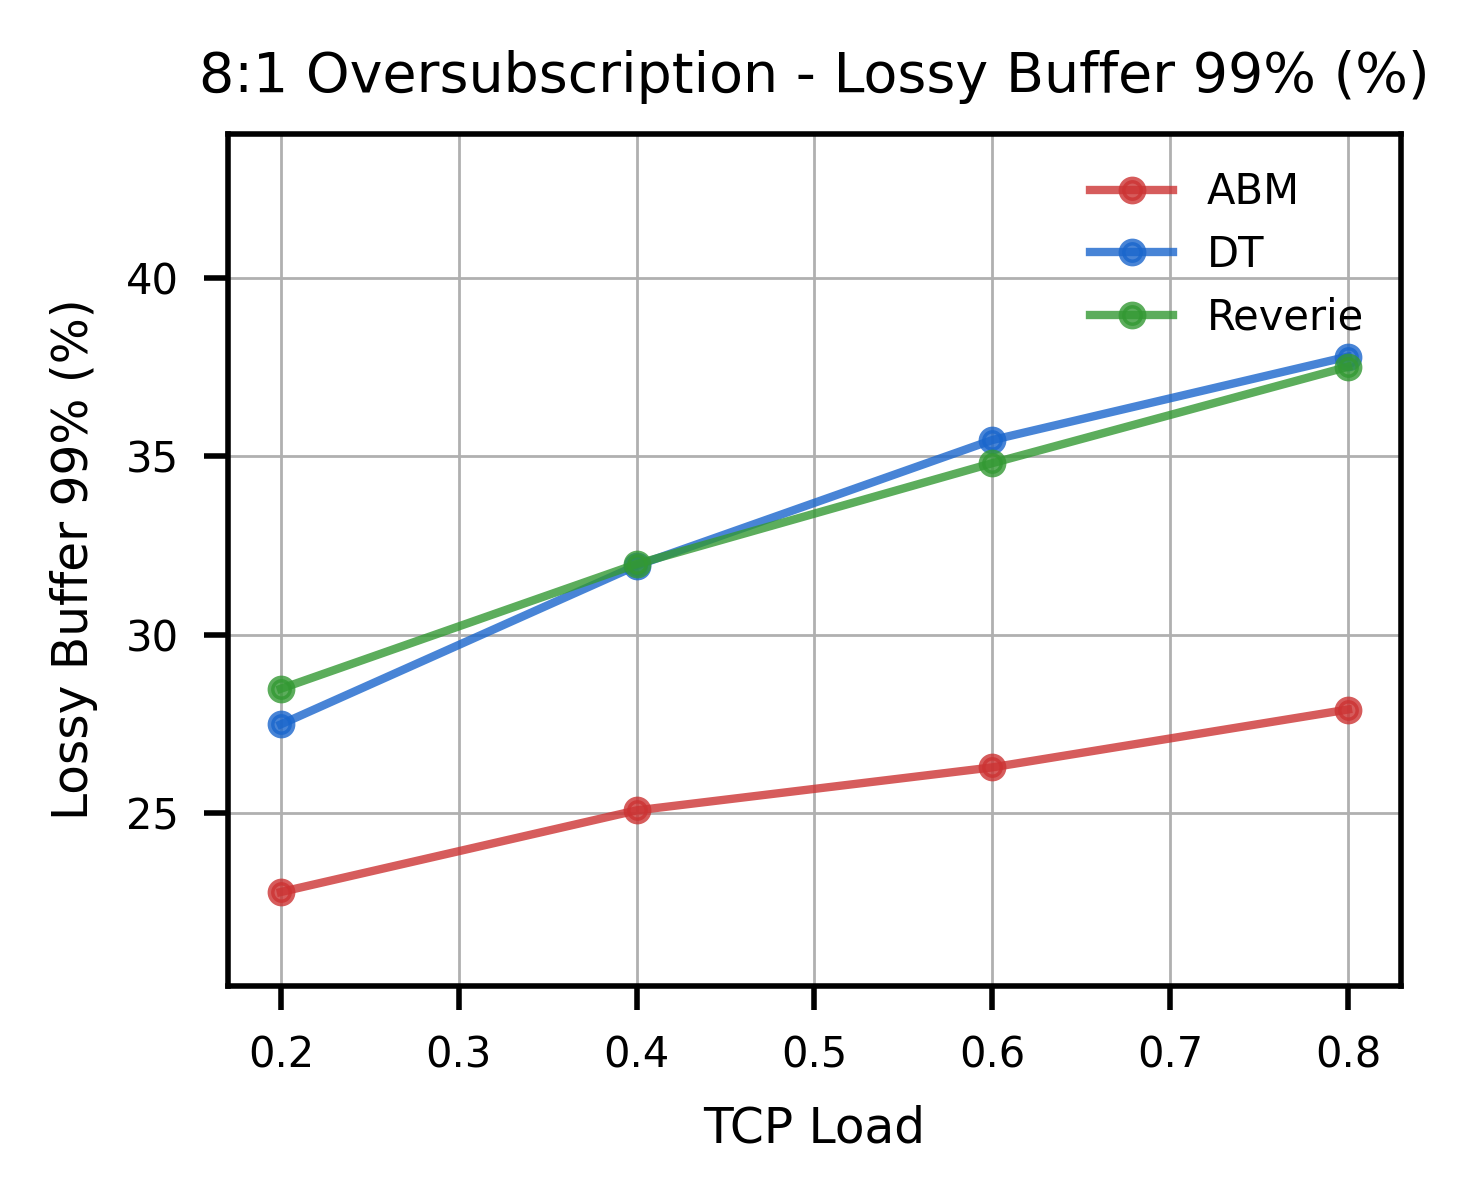 8:1 Oversubscription - Lossy Buffer 99% (%)
ABM
DT
Reverie
Lossy Buffer 99% (%)
40
35
30
25
0.2 0.3 0.4 0.5 0.6 0.7 0.8
TCP Load